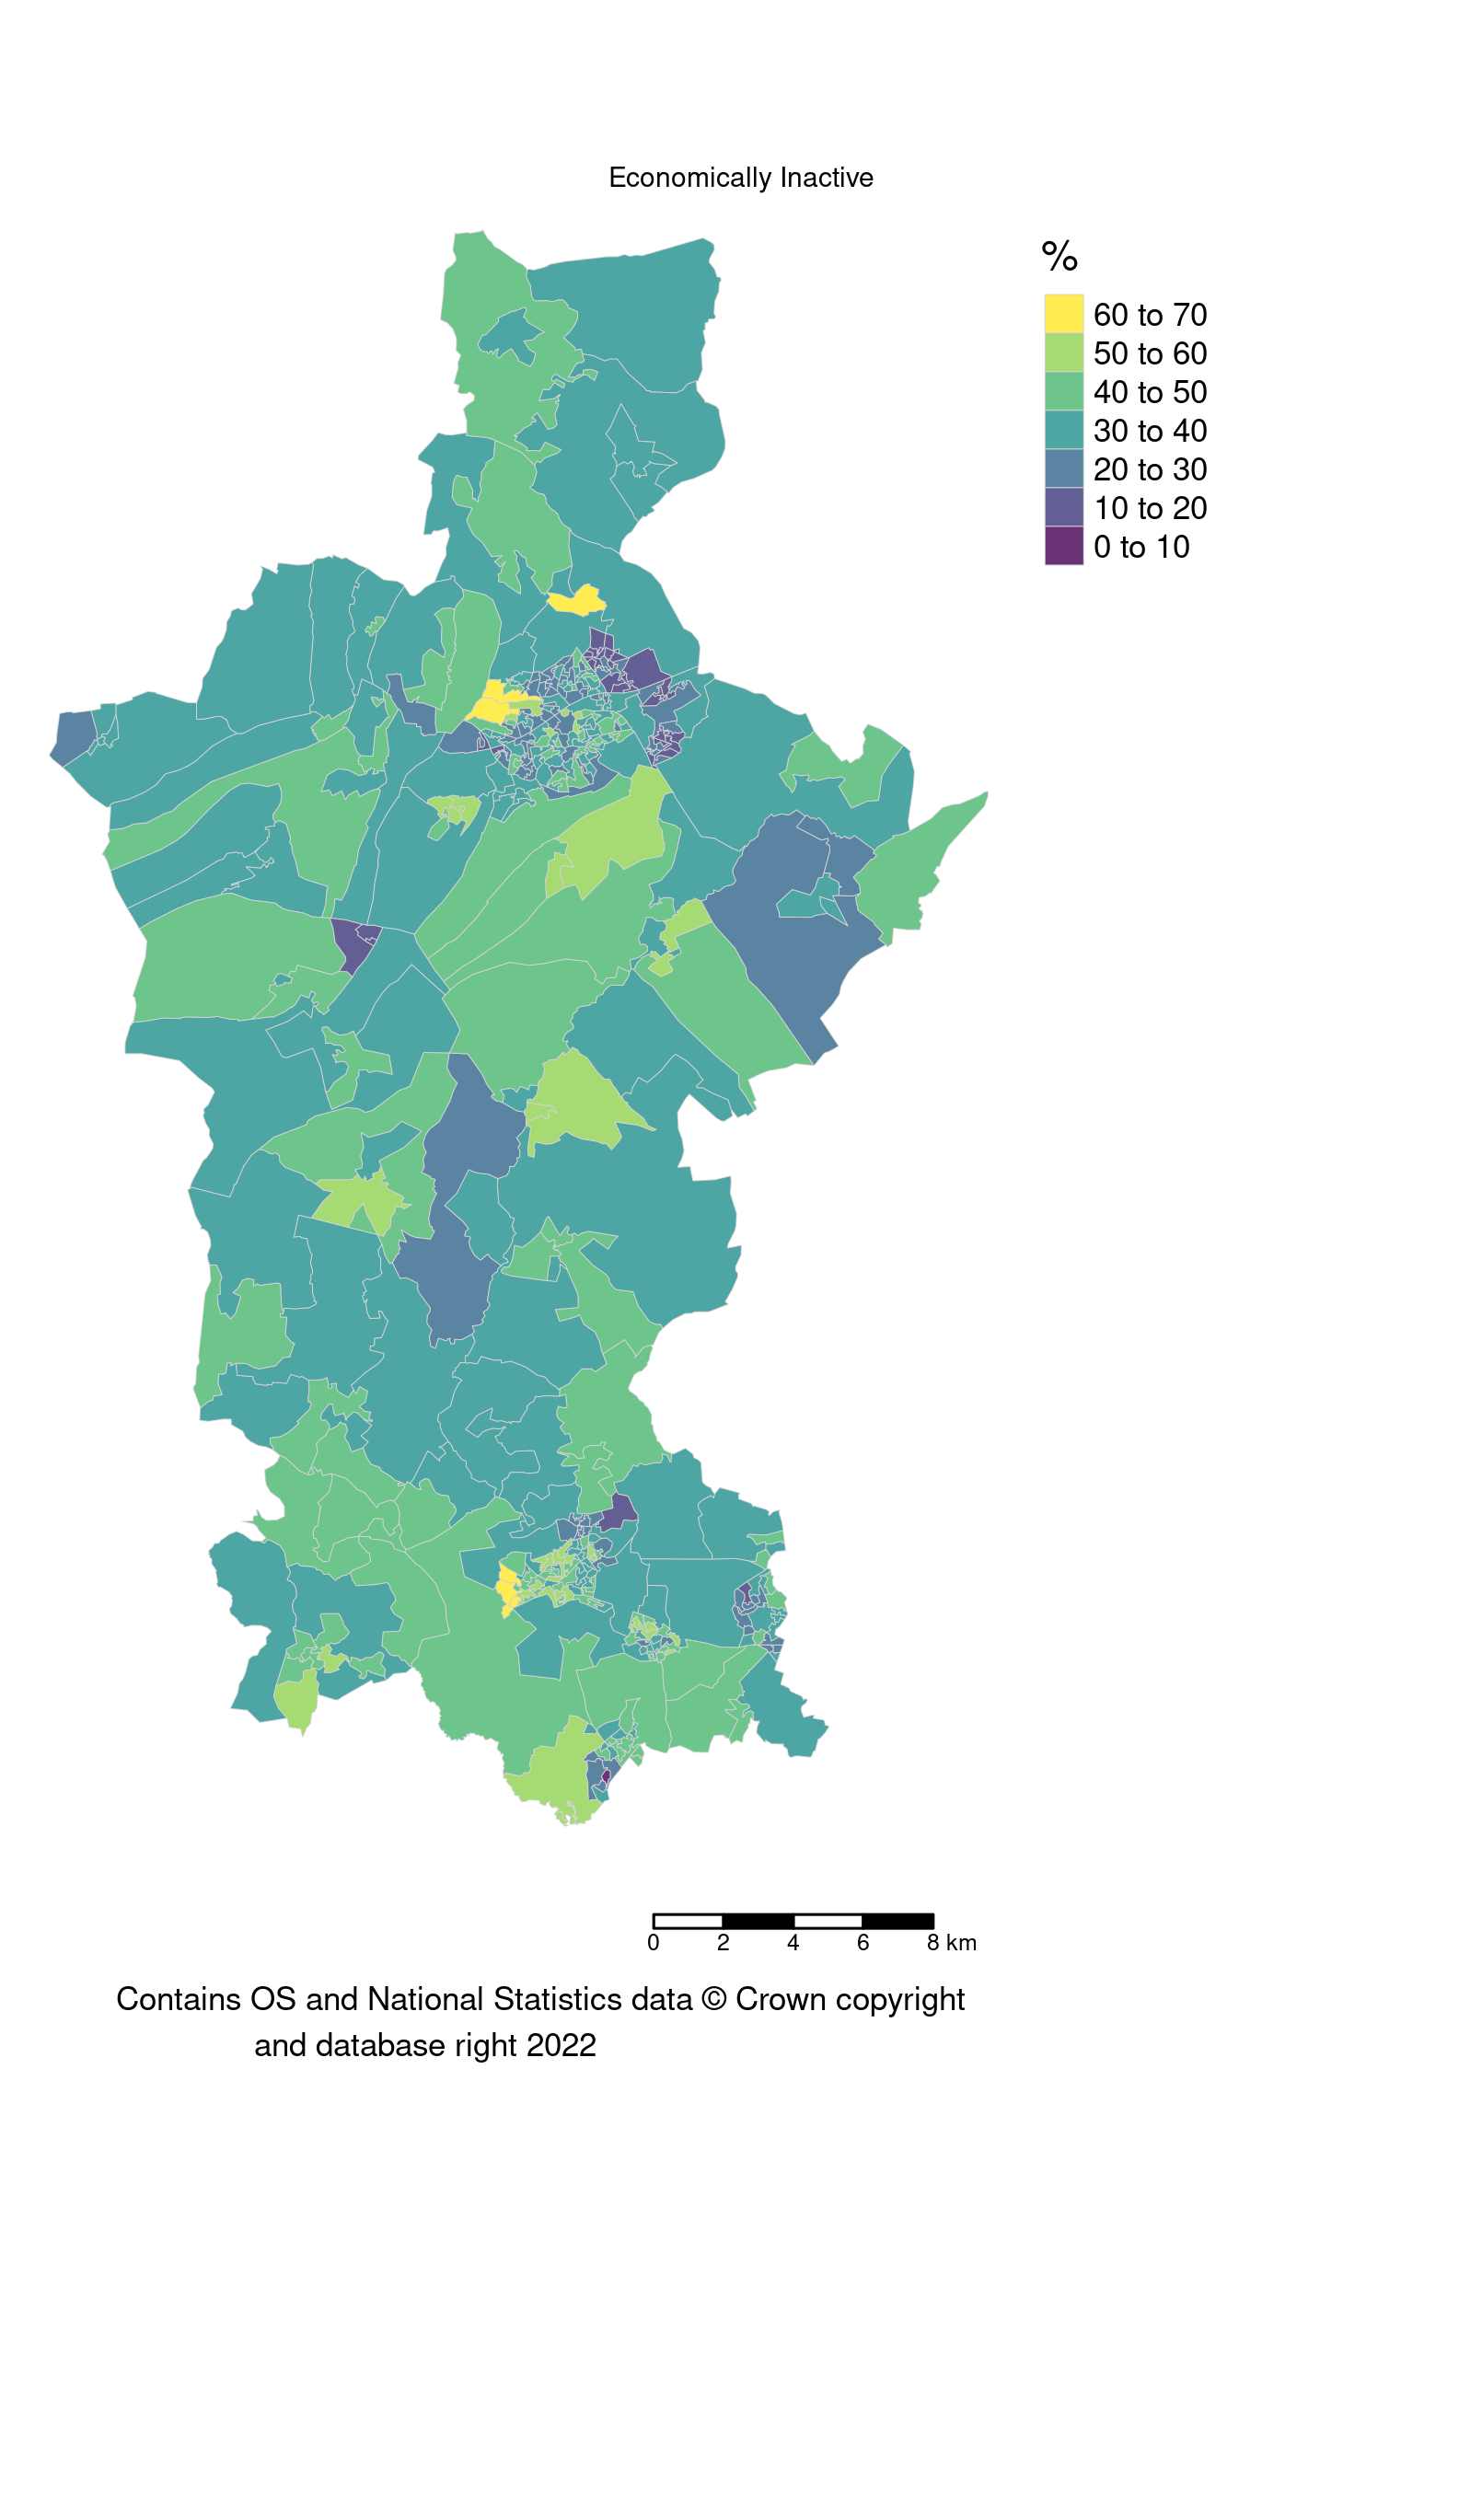 Economically Inactive
%
60 to 70
50 to 60
40 to 50
30 to 40
20 to 30
10 to 20
0 to 10
0 2 4 6 8 km
Contains OS and National Statistics data © Crown copyright
and database right 2022